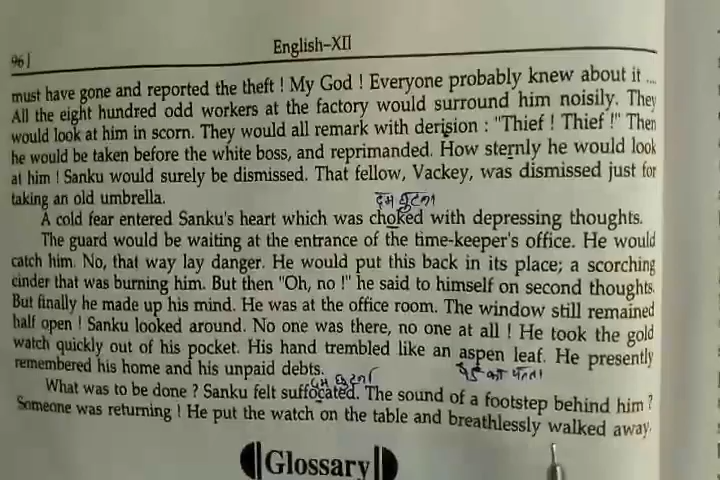 96]
English–XII
must have gone and reported the theft ! My God ! Everyone probably knew about it ...
All the eight hundred odd workers at the factory would surround him noisily. They
would look at him in scorn. They would all remark with derision : "Thief ! Thief !" Then
he would be taken before the white boss, and reprimanded. How sternly he would look
at him ! Sanku would surely be dismissed. That fellow, Vackey, was dismissed just for
taking an old umbrella.
दम घुटना
A cold fear entered Sanku's heart which was choked with depressing thoughts.
The guard would be waiting at the entrance of the time-keeper's office. He would
catch him. No, that way lay danger. He would put this back in its place; a scorching
cinder that was burning him. But then "Oh, no !" he said to himself on second thoughts.
But finally he made up his mind. He was at the office room. The window still remained
half open ! Sanku looked around. No one was there, no one at all ! He took the gold
watch quickly out of his pocket. His hand trembled like an aspen leaf. He presently
remembered his home and his unpaid debts.
दम घुटना पेड़ का पत्ता
What was to be done ? Sanku felt suffocated. The sound of a footstep behind him ?
Someone was returning ! He put the watch on the table and breathlessly walked away.
Glossary